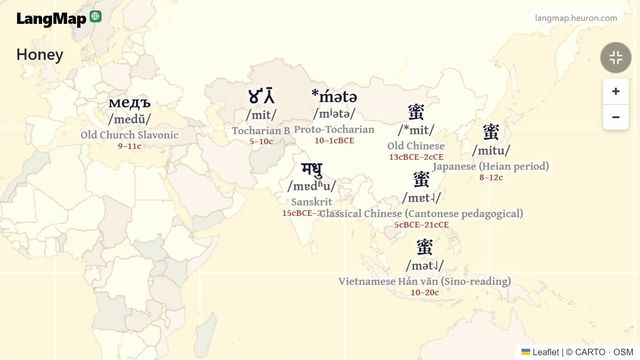 LangMap
langmap.heuron.com
Honey
медъ
/medŭ/
Old Church Slavonic
9–11c
/mit/
Tocharian B
5–10c
*ḿətə
/mʲətə/
Proto-Tocharian
10–1cBCE
蜜
/*mit/
Old Chinese
13cBCE–2cCE
蜜
/mitu/
Japanese (Heian period)
8–12c
मधु
/mɐdʱu/
Sanskrit
15cBCE–
蜜
/mɐt˨/
Classical Chinese (Cantonese pedagogical)
5cBCE–21cCE
蜜
/mət˨˩/
Vietnamese Hán văn (Sino-reading)
10–20c
+
−
Leaflet | © CARTO · OSM